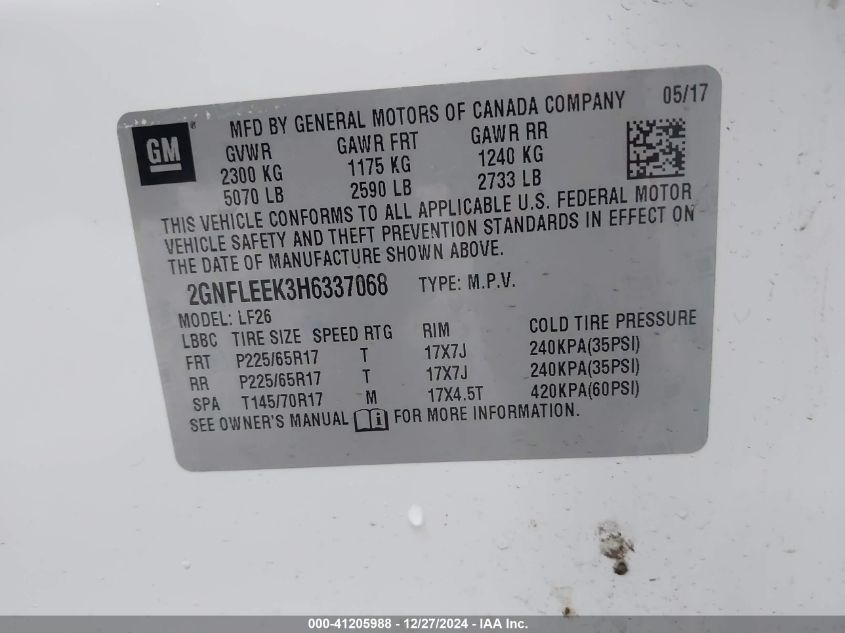 GM
MFD BY GENERAL MOTORS OF CANADA COMPANY 05/17
GVWR GAWR FRT GAWR RR
2300 KG 1175 KG 1240 KG
5070 LB 2590 LB 2733 LB
THIS VEHICLE CONFORMS TO ALL APPLICABLE U.S. FEDERAL MOTOR
VEHICLE SAFETY AND THEFT PREVENTION STANDARDS IN EFFECT ON
THE DATE OF MANUFACTURE SHOWN ABOVE.
2GNFLEEK3H6337068 TYPE: M.P.V.
MODEL: LF26
LBBC TIRE SIZE SPEED RTG RIM COLD TIRE PRESSURE
FRT P225/65R17 T 17X7J 240KPA(35PSI)
RR P225/65R17 T 17X7J 240KPA(35PSI)
SPA T145/70R17 M 17X4.5T 420KPA(60PSI)
SEE OWNER'S MANUAL FOR MORE INFORMATION.
000-41205988 - 12/27/2024 - IAA Inc.